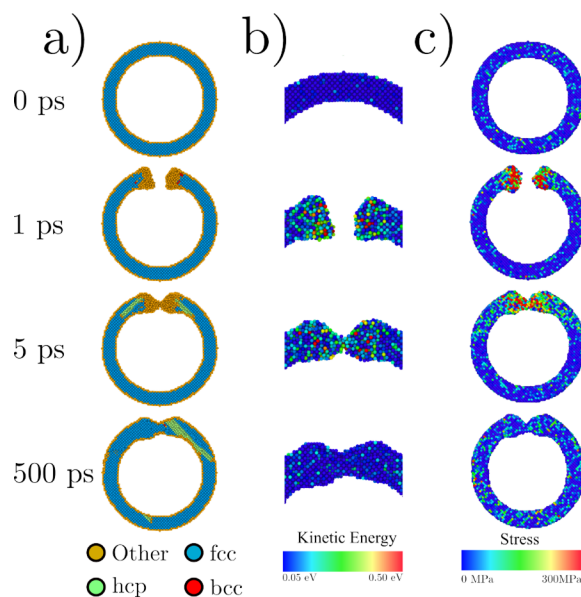 a) b) c)
0 ps
1 ps
5 ps
500 ps
Other fcc
hcp bcc
Kinetic Energy
0.05 eV 0.50 eV
Stress
0 MPa 300MPa